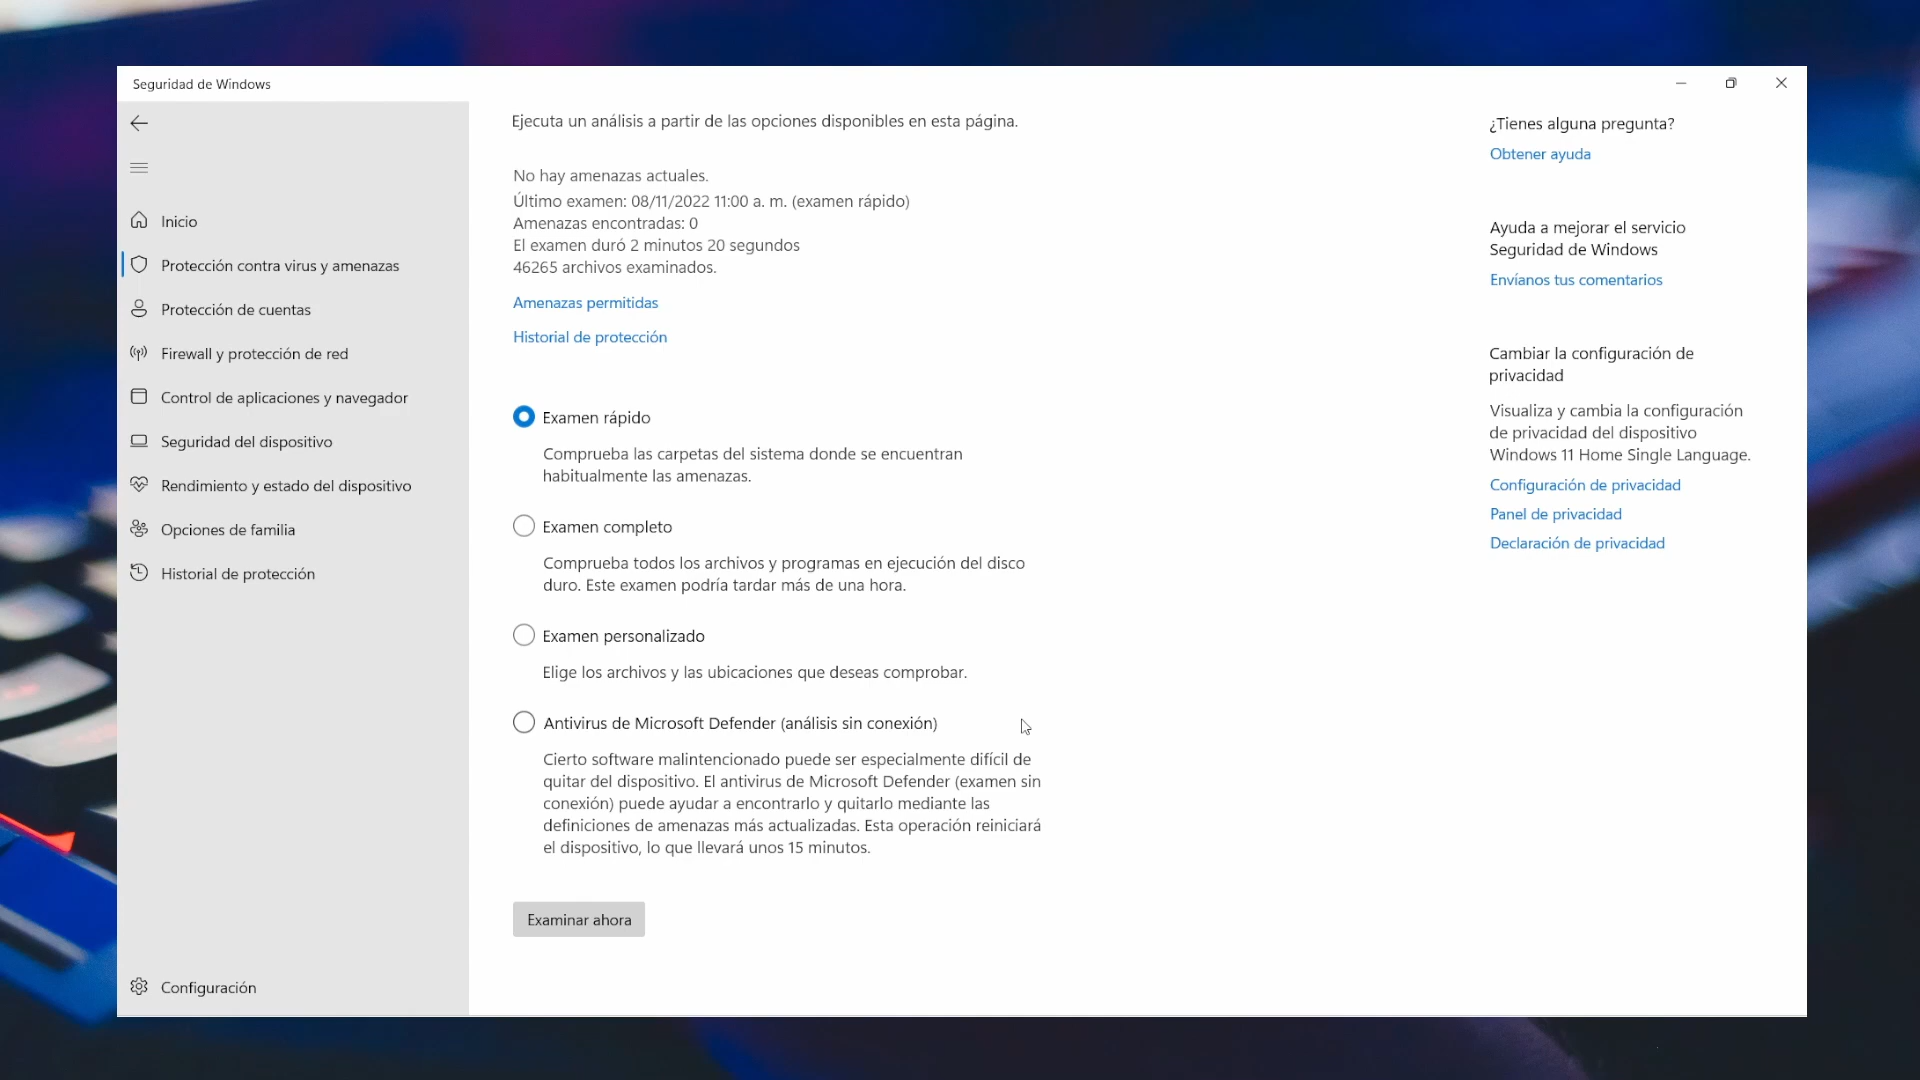 Seguridad de Windows
Inicio
Protección contra virus y amenazas
Protección de cuentas
Firewall y protección de red
Control de aplicaciones y navegador
Seguridad del dispositivo
Rendimiento y estado del dispositivo
Opciones de familia
Historial de protección
Configuración
Ejecuta un análisis a partir de las opciones disponibles en esta página.
No hay amenazas actuales.
Último examen: 08/11/2022 11:00 a. m. (examen rápido)
Amenazas encontradas: 0
El examen duró 2 minutos 20 segundos
46265 archivos examinados.
Amenazas permitidas
Historial de protección
Examen rápido
Comprueba las carpetas del sistema donde se encuentran
habitualmente las amenazas.
Examen completo
Comprueba todos los archivos y programas en ejecución del disco
duro. Este examen podría tardar más de una hora.
Examen personalizado
Elige los archivos y las ubicaciones que deseas comprobar.
Antivirus de Microsoft Defender (análisis sin conexión)
Cierto software malintencionado puede ser especialmente difícil de
quitar del dispositivo. El antivirus de Microsoft Defender (examen sin
conexión) puede ayudar a encontrarlo y quitarlo mediante las
definiciones de amenazas más actualizadas. Esta operación reiniciará
el dispositivo, lo que llevará unos 15 minutos.
Examinar ahora
¿Tienes alguna pregunta?
Obtener ayuda
Ayuda a mejorar el servicio
Seguridad de Windows
Envíanos tus comentarios
Cambiar la configuración de
privacidad
Visualiza y cambia la configuración
de privacidad del dispositivo
Windows 11 Home Single Language.
Configuración de privacidad
Panel de privacidad
Declaración de privacidad